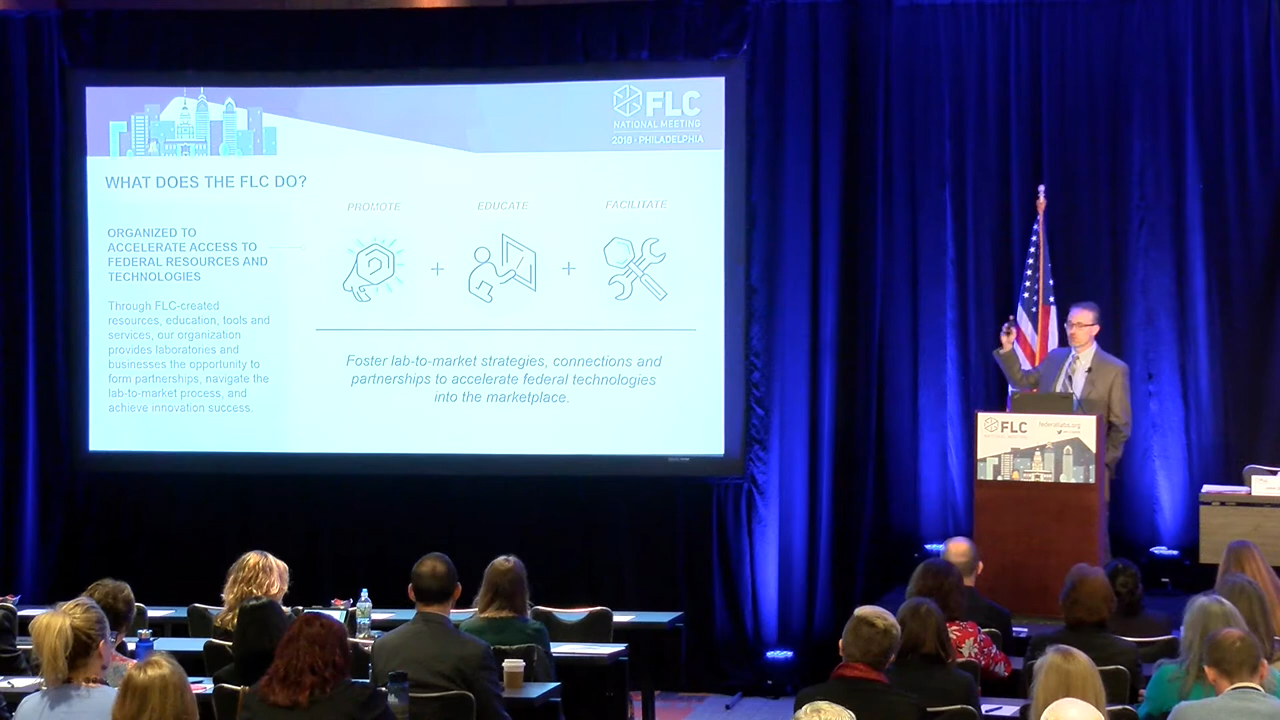 FLC
NATIONAL MEETING
2018 • PHILADELPHIA
WHAT DOES THE FLC DO?
PROMOTE
EDUCATE
FACILITATE
ORGANIZED TO
ACCELERATE ACCESS TO
FEDERAL RESOURCES AND
TECHNOLOGIES
Through FLC-created
resources, education, tools and
services, our organization
provides laboratories and
businesses the opportunity to
form partnerships, navigate the
lab-to-market process, and
achieve innovation success.
+
+
Foster lab-to-market strategies, connections and
partnerships to accelerate federal technologies
into the marketplace.
FLC
NATIONAL MEETING
federallabs.org